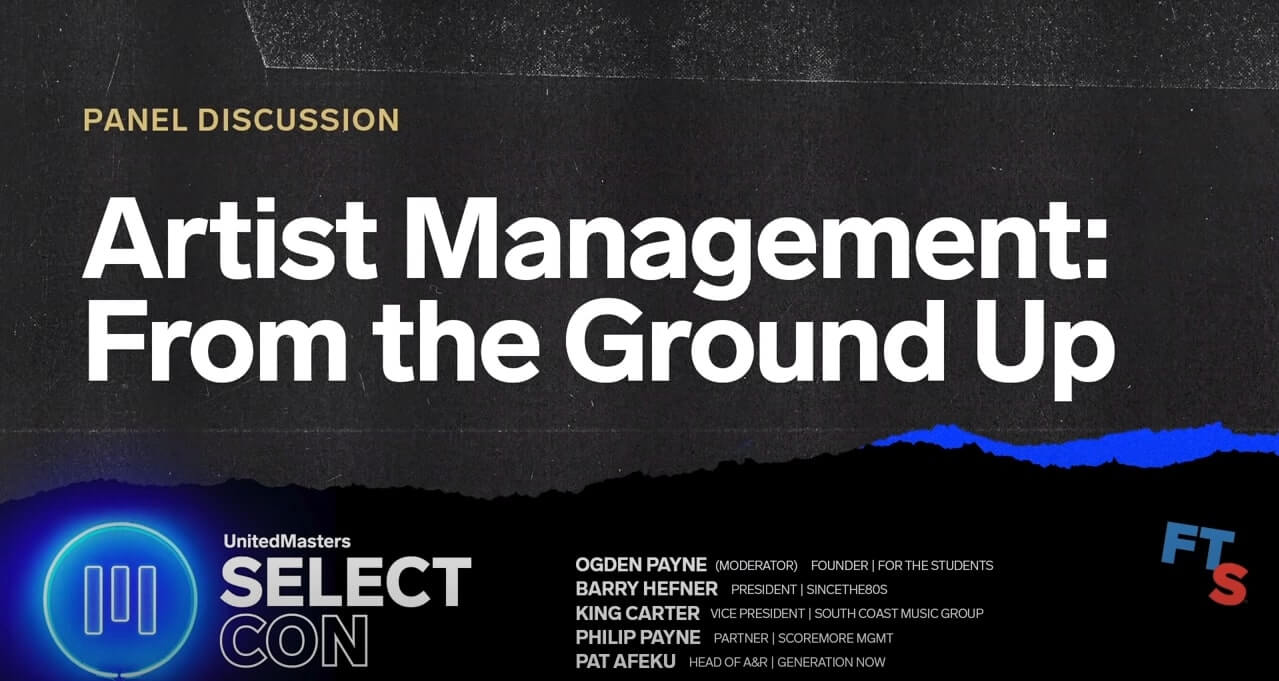 PANEL DISCUSSION
Artist Management:
From the Ground Up
UnitedMasters
SELECT
CON
OGDEN PAYNE (MODERATOR) FOUNDER | FOR THE STUDENTS
BARRY HEFNER PRESIDENT | SINCETHE80S
KING CARTER VICE PRESIDENT | SOUTH COAST MUSIC GROUP
PHILIP PAYNE PARTNER | SCOREMORE MGMT
PAT AFEKU HEAD OF A&R | GENERATION NOW
FTS